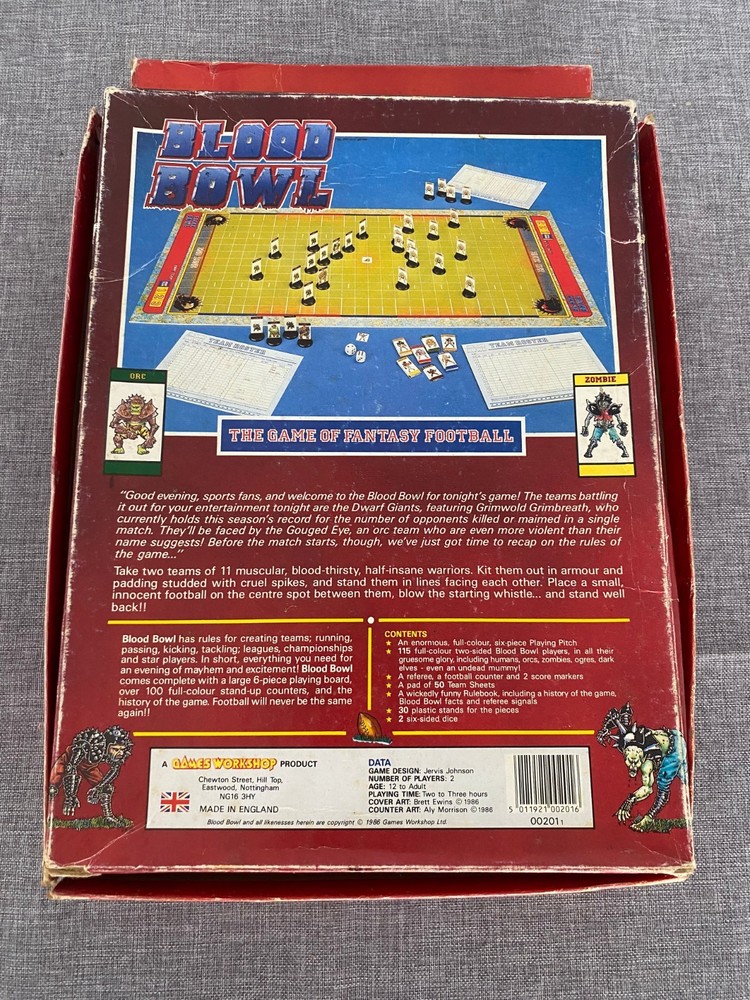 BLOOD
BOWL
TEAM ROSTER
TEAM ROSTER
ORC
ZOMBIE
THE GAME OF FANTASY FOOTBALL
"Good evening, sports fans, and welcome to the Blood Bowl for tonight's game! The teams battling
it out for your entertainment tonight are the Dwarf Giants, featuring Grimwold Grimbreath, who
currently holds this season's record for the number of opponents killed or maimed in a single
match. They'll be faced by the Gouged Eye, an orc team who are even more violent than their
name suggests! Before the match starts, though, we've just got time to recap on the rules of
the game..."
Take two teams of 11 muscular, blood-thirsty, half-insane warriors. Kit them out in armour and
padding studded with cruel spikes, and stand them in lines facing each other. Place a small,
innocent football on the centre spot between them, blow the starting whistle... and stand well
back!!
Blood Bowl has rules for creating teams; running,
passing, kicking, tackling; leagues, championships
and star players. In short, everything you need for
an evening of mayhem and excitement! Blood Bowl
comes complete with a large 6-piece playing board,
over 100 full-colour stand-up counters, and the
history of the game. Football will never be the same
again!!
CONTENTS
★ An enormous, full-colour, six-piece Playing Pitch
★ 115 full-colour two-sided Blood Bowl players, in all their
gruesome glory, including humans, orcs, zombies, ogres, dark
elves - even an undead mummy!
★ A referee, a football counter and 2 score markers
★ A pad of 50 Team Sheets
★ A wickedly funny Rulebook, including a history of the game,
Blood Bowl facts and referee signals
★ 30 plastic stands for the pieces
★ 2 six-sided dice
A GAMES WORKSHOP PRODUCT
Chewton Street, Hill Top,
Eastwood, Nottingham
NG16 3HY
MADE IN ENGLAND
DATA
GAME DESIGN: Jervis Johnson
NUMBER OF PLAYERS: 2
AGE: 12 to Adult
PLAYING TIME: Two to Three hours
COVER ART: Brett Ewins © 1986
COUNTER ART: Aly Morrison © 1986
5 011921 002016
00201 1
Blood Bowl and all likenesses herein are copyright © 1986 Games Workshop Ltd.